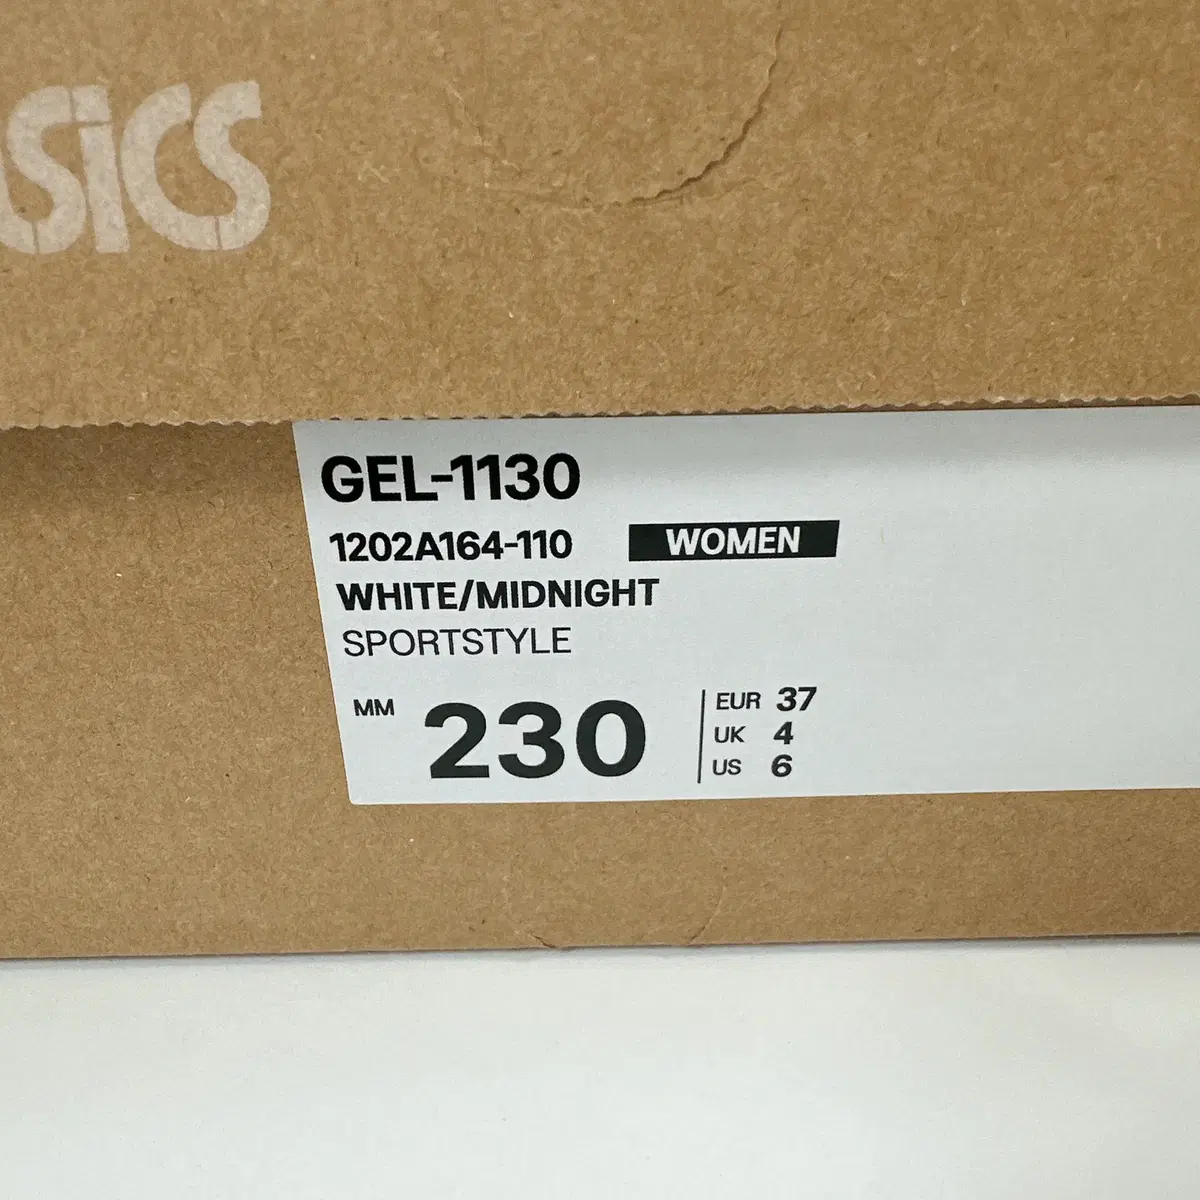 ASICS
GEL-1130
1202A164-110 WOMEN
WHITE/MIDNIGHT
SPORTSTYLE
MM 230
EUR 37
UK 4
US 6